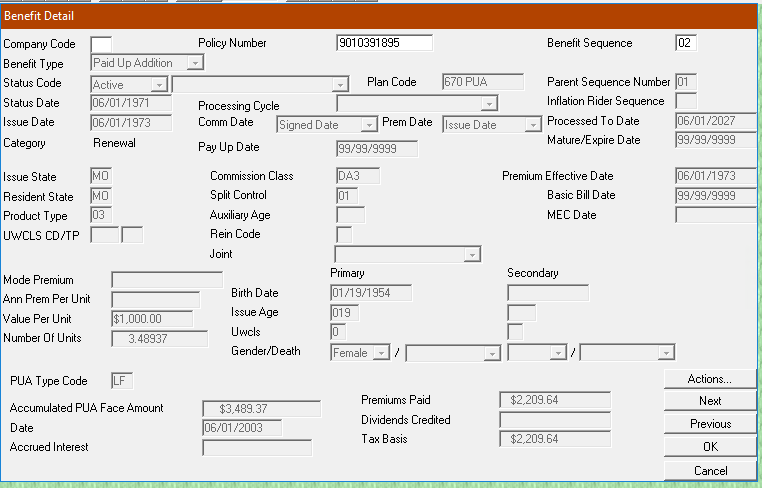 Benefit Detail
Company Code Policy Number 9010391895 Benefit Sequence 02
Benefit Type Paid Up Addition
Status Code Active Plan Code 670 PUA Parent Sequence Number 01
Status Date 06/01/1971 Processing Cycle Inflation Rider Sequence
Issue Date 06/01/1973 Comm Date Signed Date Prem Date Issue Date Processed To Date 06/01/2027
Category Renewal Pay Up Date 99/99/9999 Mature/Expire Date 99/99/9999
Issue State MO Commission Class DA3 Premium Effective Date 06/01/1973
Resident State MO Split Control 01 Basic Bill Date 99/99/9999
Product Type 03 Auxiliary Age MEC Date
UWCLS CD/TP Rein Code
Joint
Primary Secondary
Mode Premium
Birth Date 01/19/1954
Ann Prem Per Unit
Issue Age 019
Value Per Unit $1,000.00
Uwcls 0
Number Of Units 3.48937
Gender/Death Female / /
PUA Type Code LF Actions...
Accumulated PUA Face Amount $3,489.37 Premiums Paid $2,209.64 Next
Date 06/01/2003 Dividends Credited Previous
Accrued Interest Tax Basis $2,209.64 OK
Cancel